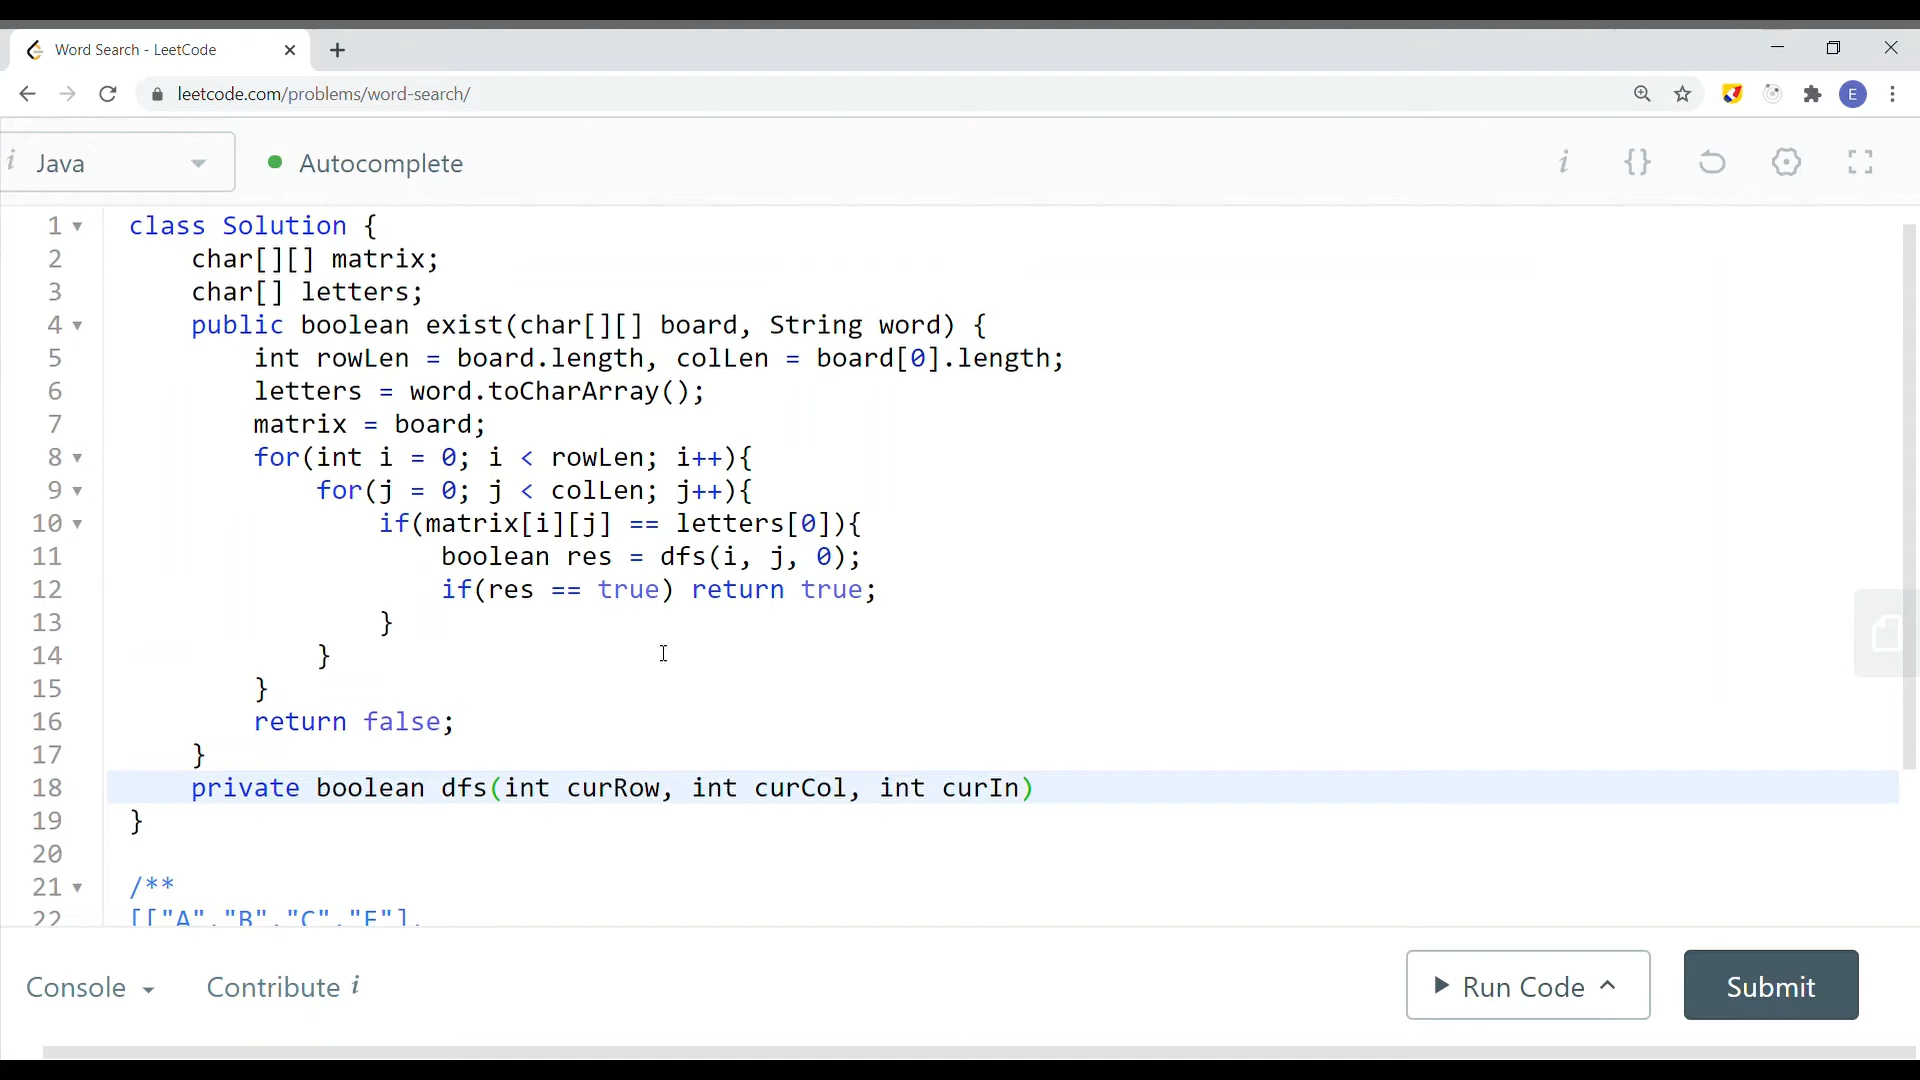 Word Search - LeetCode
leetcode.com/problems/word-search/
E
i Java
Autocomplete
i {}
1 class Solution {
2 char[][] matrix;
3 char[] letters;
4 public boolean exist(char[][] board, String word) {
5 int rowLen = board.length, colLen = board[0].length;
6 letters = word.toCharArray();
7 matrix = board;
8 for(int i = 0; i < rowLen; i++){
9 for(j = 0; j < colLen; j++){
10 if(matrix[i][j] == letters[0]){
11 boolean res = dfs(i, j, 0);
12 if(res == true) return true;
13 }
14 }
15 }
16 return false;
17 }
18 private boolean dfs(int curRow, int curCol, int curIn)
19 }
20
21 /**
22 [["A","B","C","E"],
Console
Contribute i
Run Code
Submit